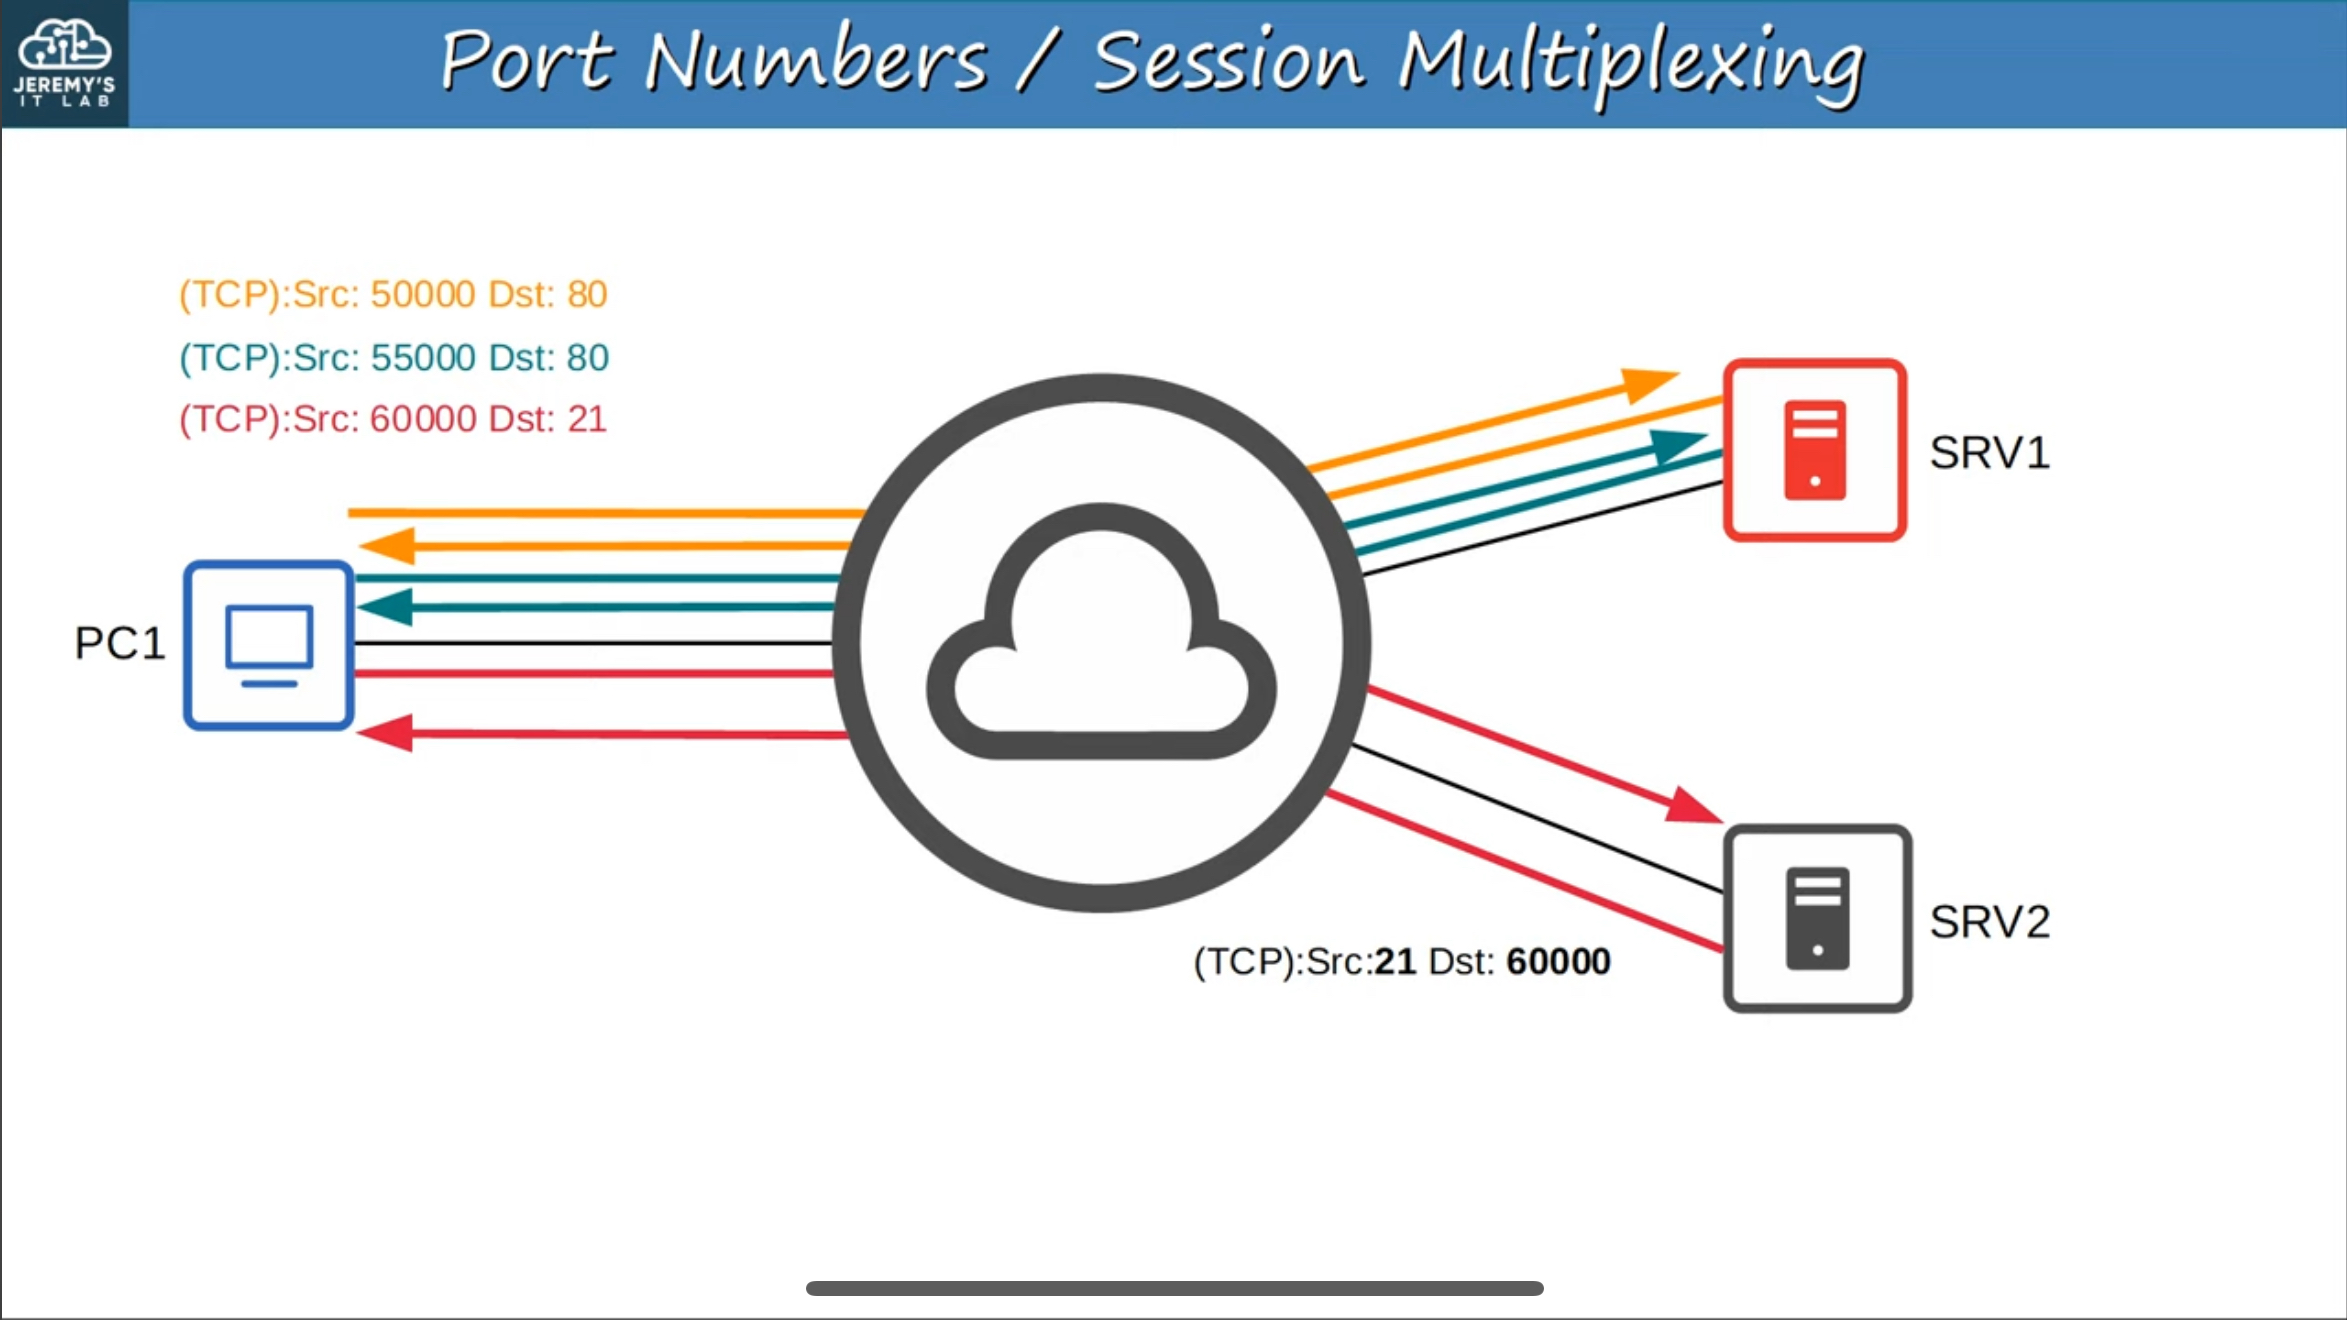 JEREMY'S
IT LAB
Port Numbers / Session Multiplexing
(TCP):Src: 50000 Dst: 80
(TCP):Src: 55000 Dst: 80
(TCP):Src: 60000 Dst: 21
SRV1
PC1
SRV2
(TCP):Src:21 Dst: 60000